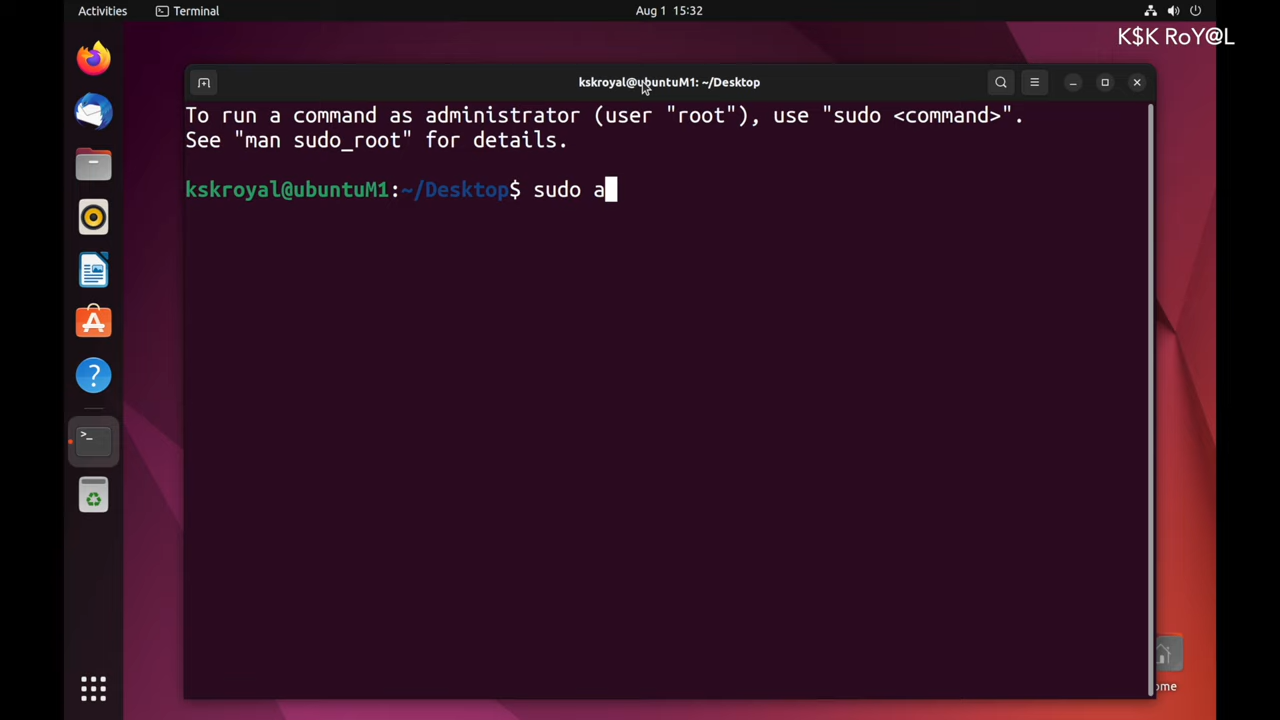 Activities Terminal Aug 1 15:32
K$K RoY@L
kskroyal@ubuntuM1: ~/Desktop
To run a command as administrator (user "root"), use "sudo <command>".
See "man sudo_root" for details.
kskroyal@ubuntuM1:~/Desktop$ sudo a
ome